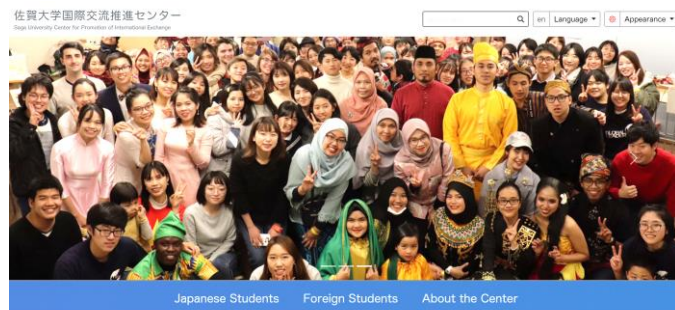 佐賀大学国際交流推進センター
Saga University Center for Promotion of International Exchange
en Language
Appearance
Japanese Students Foreign Students About the Center